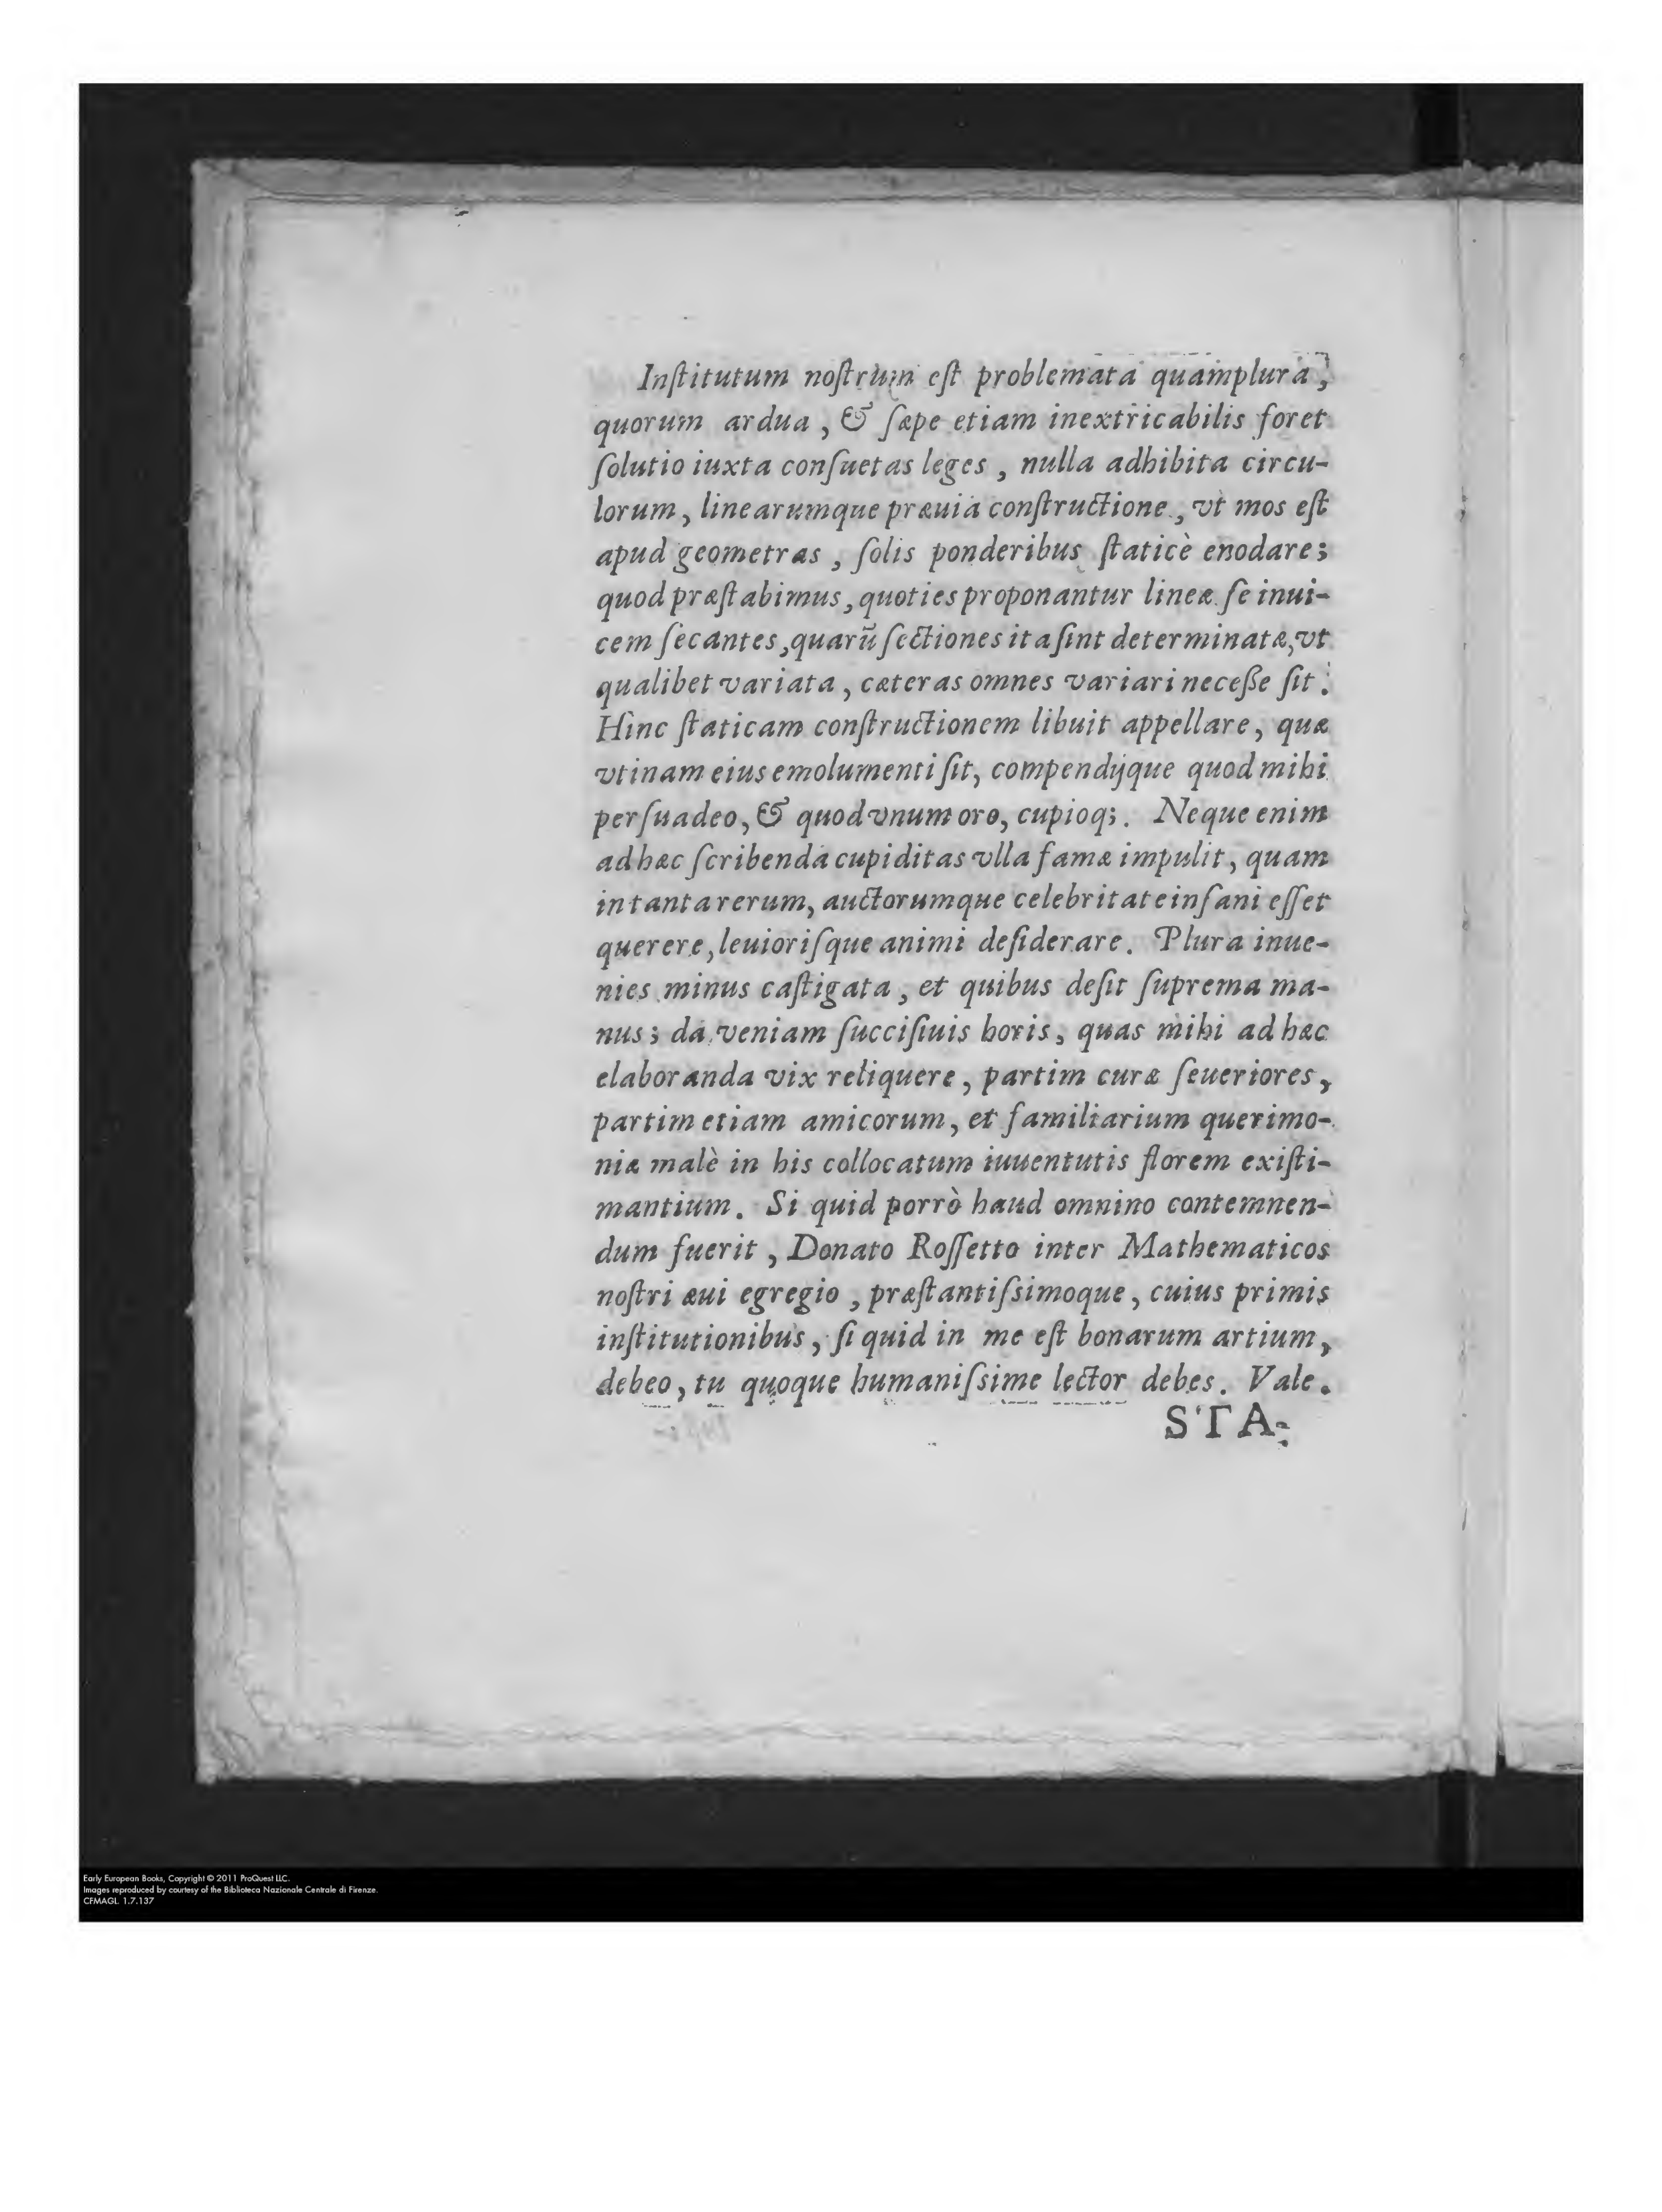 Inſtitutum noſtrum eſt problemata quamplura,
quorum ardua, & ſæpe etiam inextricabilis foret
ſolutio iuxta conſuetas leges, nulla adhibita circu-
lorum, linearumque præuia conſtructione, vt mos eſt
apud geometras, ſolis ponderibus ſtaticè enodare;
quod præſtabimus, quoties proponantur lineæ ſe inui-
cem ſecantes, quarũ ſectiones ita ſint determinatæ, vt
qualibet variata, cæteras omnes variari neceße ſit.
Hinc ſtaticam conſtructionem libuit appellare, quæ
vtinam eius emolumenti ſit, compendijque quod mihi
perſuadeo, & quod vnum oro, cupioq;. Neque enim
ad hæc ſcribenda cupiditas vlla famæ impulit, quam
in tanta rerum, auctorumque celebritate inſani eſſet
querere, leuioriſque animi deſiderare. Plura inue-
nies minus caſtigata, et quibus deſit ſuprema ma-
nus; da veniam ſucciſiuis horis, quas mihi ad hæc
elaboranda vix reliquere, partim curæ ſeueriores,
partim etiam amicorum, et familiarium querimo-
niæ malè in his collocatum iuuentutis florem exiſti-
mantium. Si quid porrò haud omnino contemnen-
dum fuerit, Donato Roſſetto inter Mathematicos
noſtri æui egregio, præſtantiſsimoque, cuius primis
inſtitutionibus, ſi quid in me eſt bonarum artium,
debeo, tu quoque humaniſsime lector debes. Vale.
STA-
Early European Books, Copyright © 2011 ProQuest LLC.
Images reproduced by courtesy of the Biblioteca Nazionale Centrale di Firenze.
CFMAGL. 1.7.137